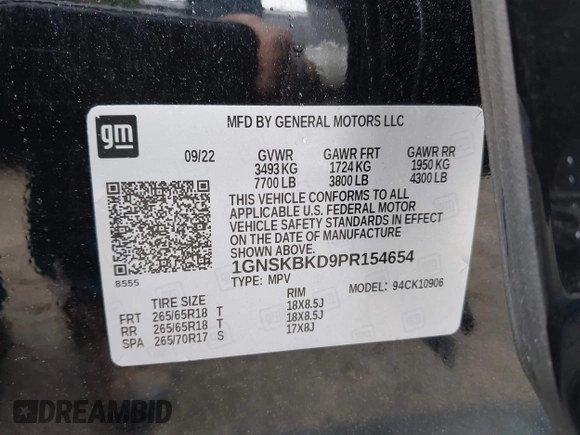 gm
MFD BY GENERAL MOTORS LLC
09/22 GVWR GAWR FRT GAWR RR
3493 KG 1724 KG 1950 KG
7700 LB 3800 LB 4300 LB
THIS VEHICLE CONFORMS TO ALL
APPLICABLE U.S. FEDERAL MOTOR
VEHICLE SAFETY STANDARDS IN EFFECT
ON THE DATE OF MANUFACTURE
SHOWN ABOVE.
8555
1GNSKBKD9PR154654
TYPE: MPV MODEL: 94CK10906
TIRE SIZE RIM
FRT 265/65R18 T 18X8.5J
RR 265/65R18 T 18X8.5J
SPA 265/70R17 S 17X8J
DREAMBID